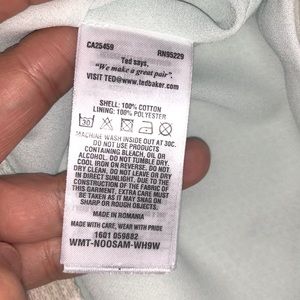 CA25459 RN95229
Ted says,
"We make a great pair".
VISIT TED@www.tedbaker.com
SHELL: 100% COTTON
LINING: 100% POLYESTER
30
MACHINE WASH INSIDE OUT AT 30C.
DO NOT USE PRODUCTS
CONTAINING BLEACH, OIL OR
ALCOHOL. DO NOT TUMBLE DRY
COOL IRON ON REVERSE. DO NOT
DRY CLEAN. DO NOT LEAVE OR DRY
IN DIRECT SUNLIGHT. DUE TO THE
CONSTRUCTION OF THE FABRIC OF
THIS GARMENT, EXTRA CARE MUST
BE TAKEN AS IT MAY SNAG ON
SHARP OR ROUGH OBJECTS.
MADE IN ROMANIA
MADE WITH CARE, WEAR WITH PRIDE
1601 059882
WMT-NOOSAM-WH9W